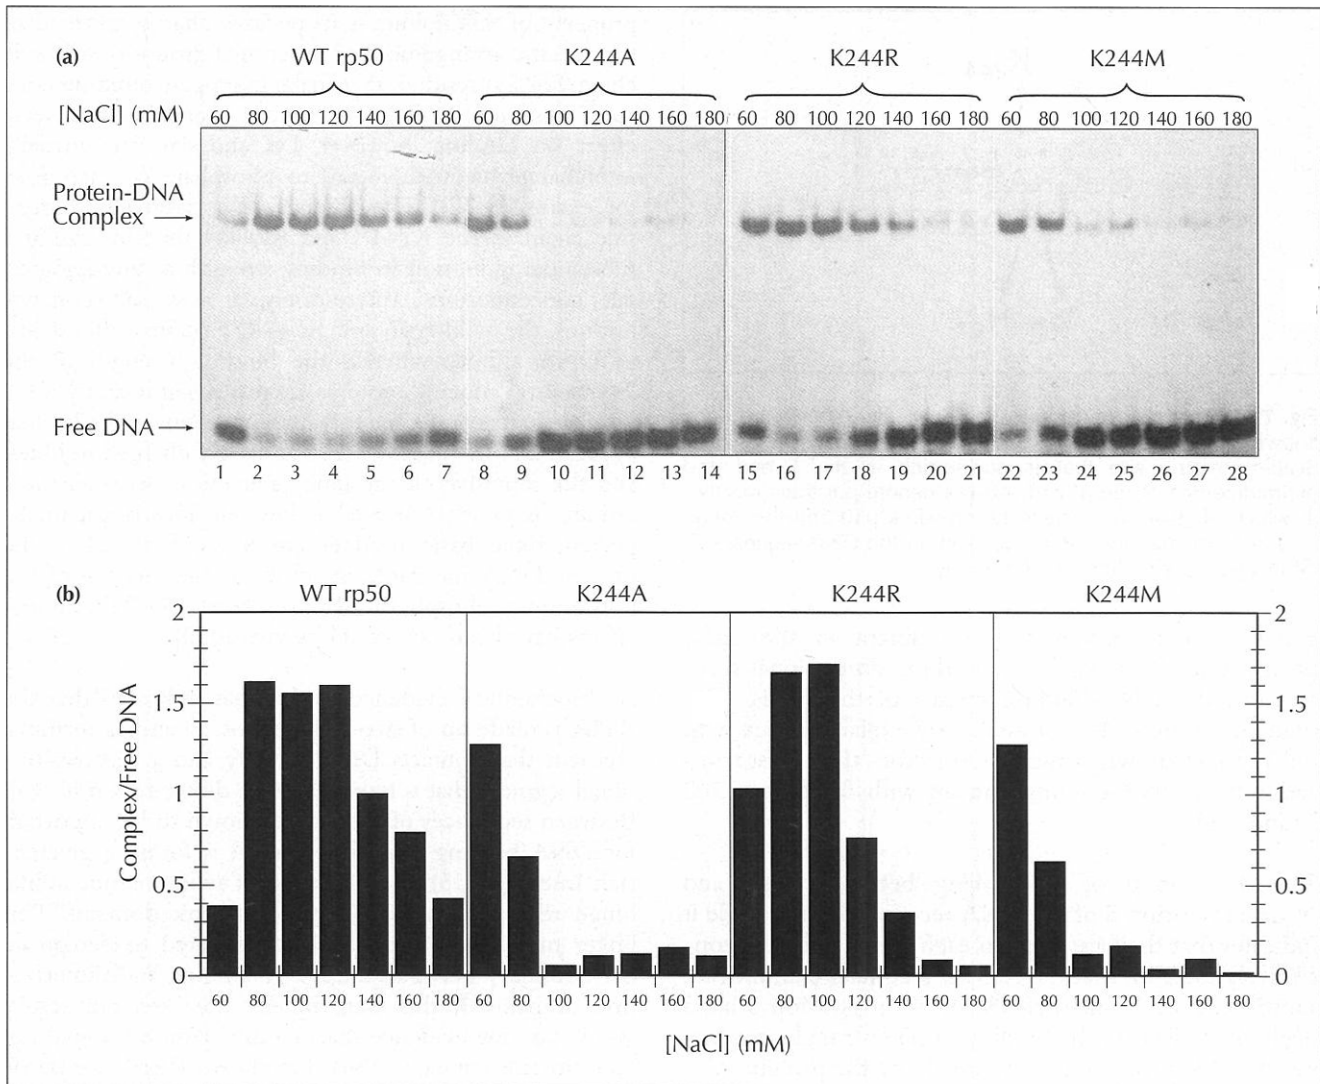 (a) WT rp50 K244A K244R K244M
[NaCl] (mM) 60 80 100 120 140 160 180 60 80 100 120 140 160 180 60 80 100 120 140 160 180 60 80 100 120 140 160 180
Protein-DNA
Complex
Free DNA
1 2 3 4 5 6 7 8 9 10 11 12 13 14 15 16 17 18 19 20 21 22 23 24 25 26 27 28
(b) WT rp50 K244A K244R K244M
2 2
1.5 1.5
1 1
0.5 0.5
0 0
Complex/Free DNA
60 80 100 120 140 160 180 60 80 100 120 140 160 180 60 80 100 120 140 160 180 60 80 100 120 140 160 180
[NaCl] (mM)